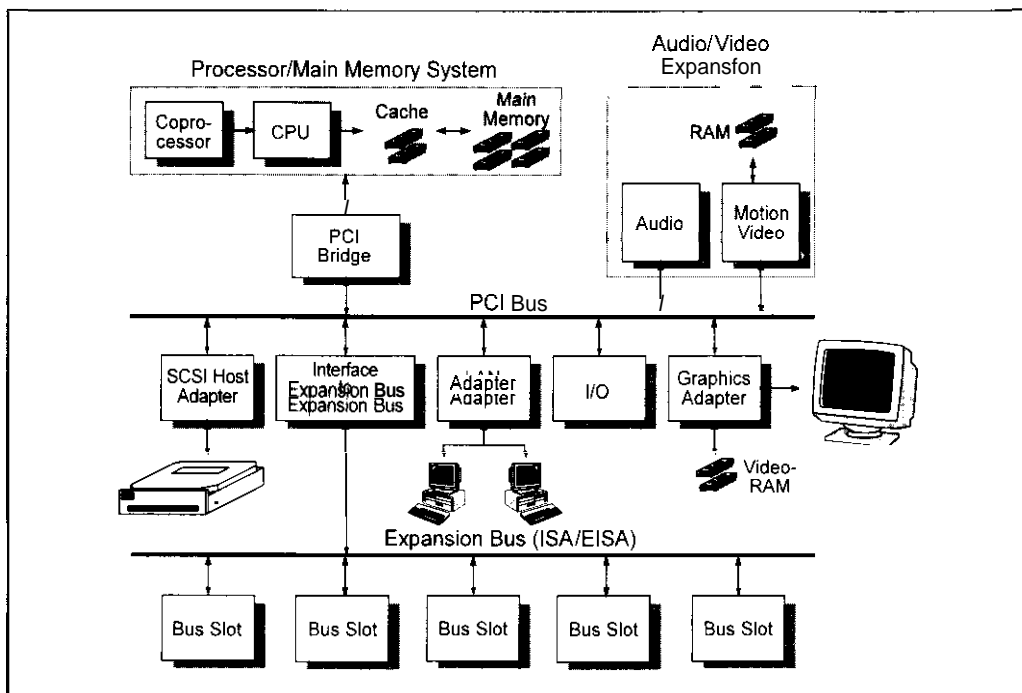 Audio/Video
Expansfon
Processor/Main Memory System
Copro-
cessor
CPU
Cache
Main
Memory
RAM
Audio
Motion
Video
PCI
Bridge
PCI Bus
SCSI Host
Adapter
Interface
to
Expansion Bus
Expansion Bus
Adapter
Adapter
I/O
Graphics
Adapter
Video-
RAM
Expansion Bus (ISA/EISA)
Bus Slot
Bus Slot
Bus Slot
Bus Slot
Bus Slot